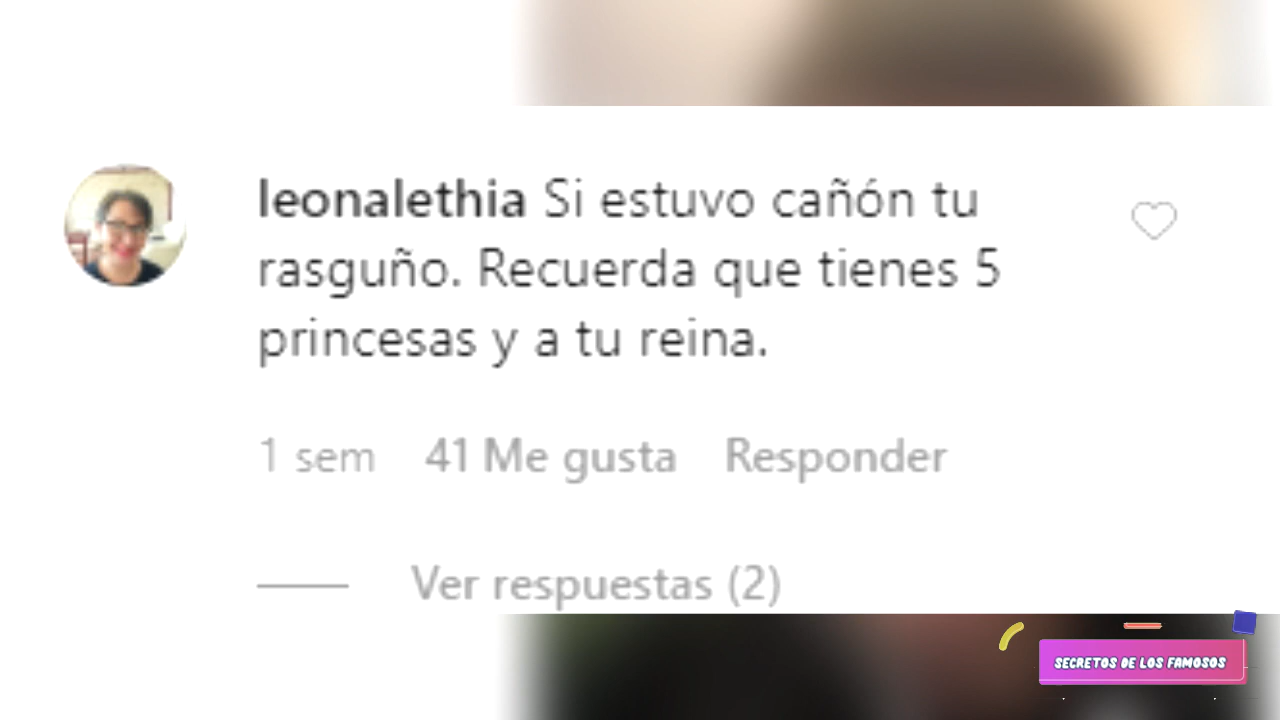 leonalethia Si estuvo cañón tu
rasguño. Recuerda que tienes 5
princesas y a tu reina.
1 sem 41 Me gusta Responder
Ver respuestas (2)
SECRETOS DE LOS FAMOSOS